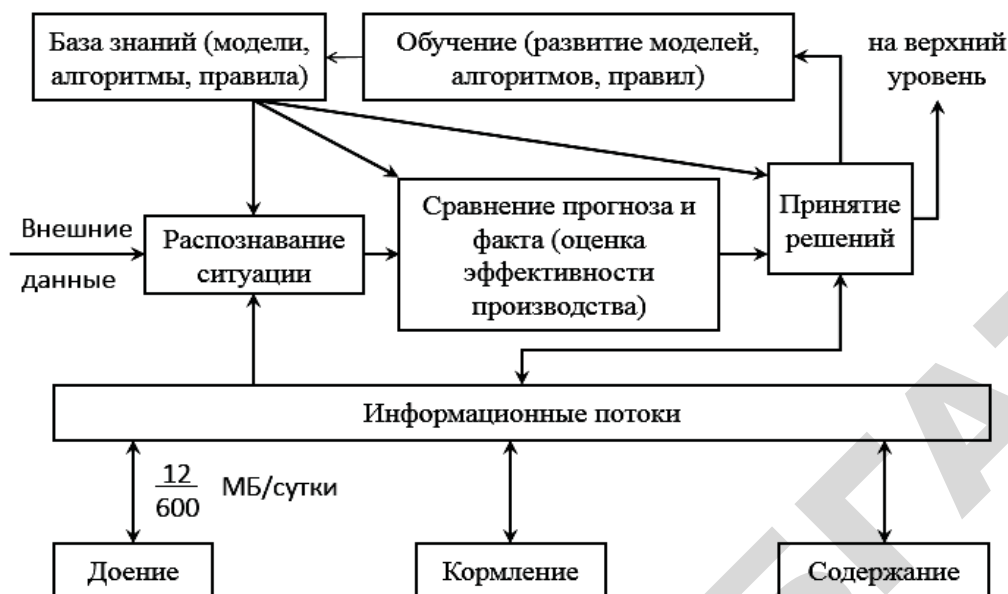 База знаний (модели,
алгоритмы, правила)
Обучение (развитие моделей,
алгоритмов, правил)
на верхний
уровень
Внешние
данные
Распознавание
ситуации
Сравнение прогноза и
факта (оценка
эффективности
производства)
Принятие
решений
Информационные потоки
12
600
МБ/сутки
Доение
Кормление
Содержание